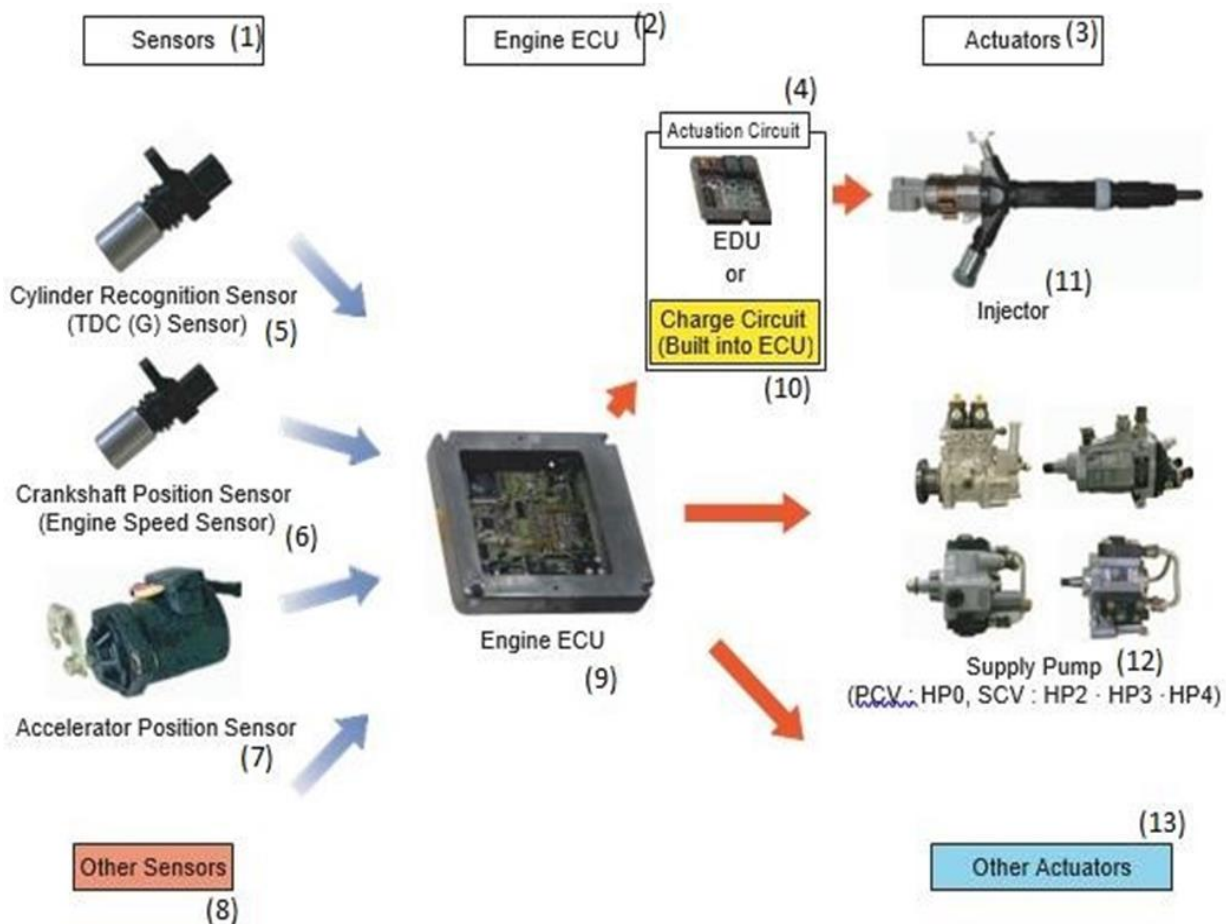 Sensors (1)
Engine ECU (2)
Actuators (3)
(4)
Actuation Circuit
EDU
or
Charge Circuit
(Built into ECU)
(10)
Cylinder Recognition Sensor
(TDC (G) Sensor) (5)
Crankshaft Position Sensor
(Engine Speed Sensor) (6)
Accelerator Position Sensor
(7)
Other Sensors
(8)
Engine ECU
(9)
(11)
Injector
Supply Pump (12)
(PCV : HP0, SCV : HP2 · HP3 · HP4)
(13)
Other Actuators